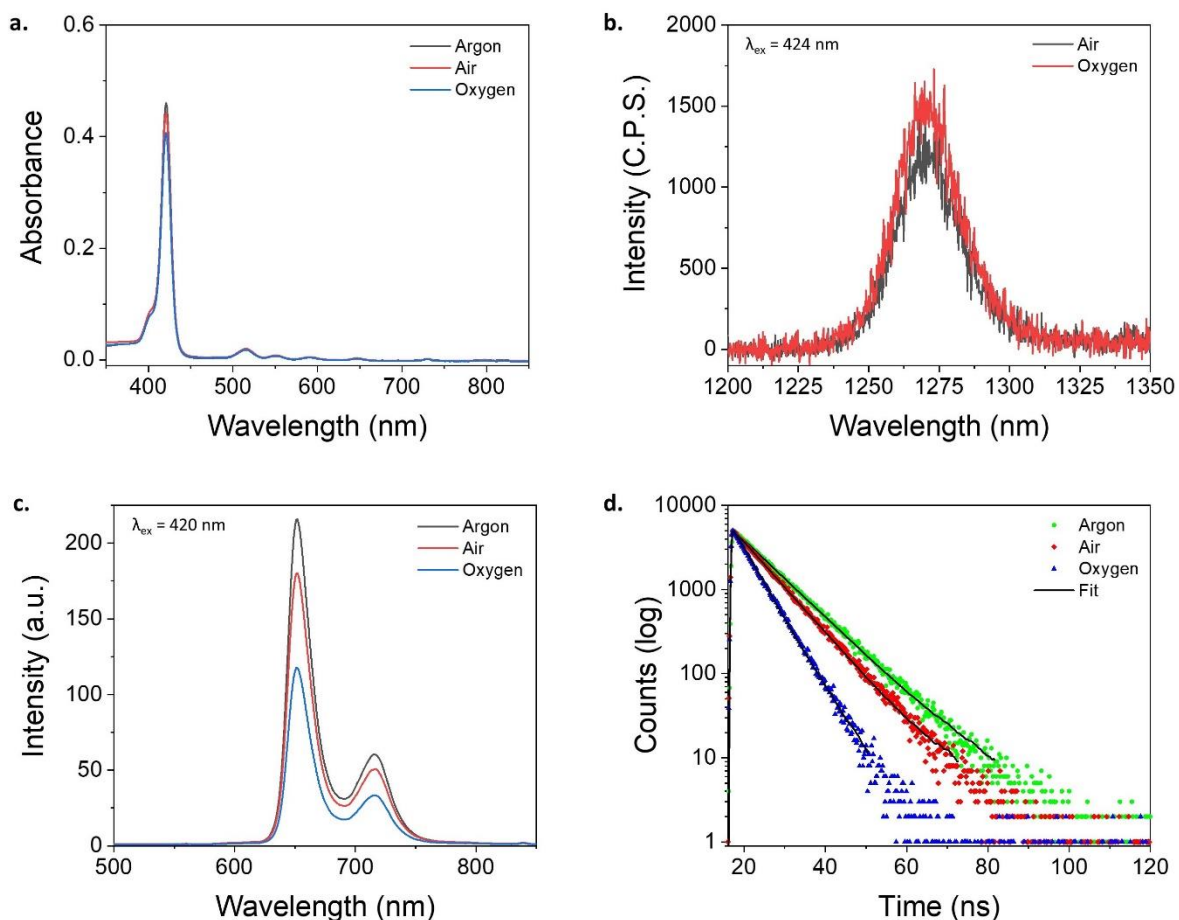 a.
0.6
0.4
0.2
0.0
Absorbance
Argon
Air
Oxygen
400 500 600 700 800
Wavelength (nm)
b.
2000
1500
1000
500
0
Intensity (C.P.S.)
λex = 424 nm
Air
Oxygen
1200 1225 1250 1275 1300 1325 1350
Wavelength (nm)
c.
200
150
100
50
0
Intensity (a.u.)
λex = 420 nm
Argon
Air
Oxygen
500 600 700 800
Wavelength (nm)
d.
10000
1000
100
10
1
Counts (log)
Argon
Air
Oxygen
Fit
20 40 60 80 100 120
Time (ns)